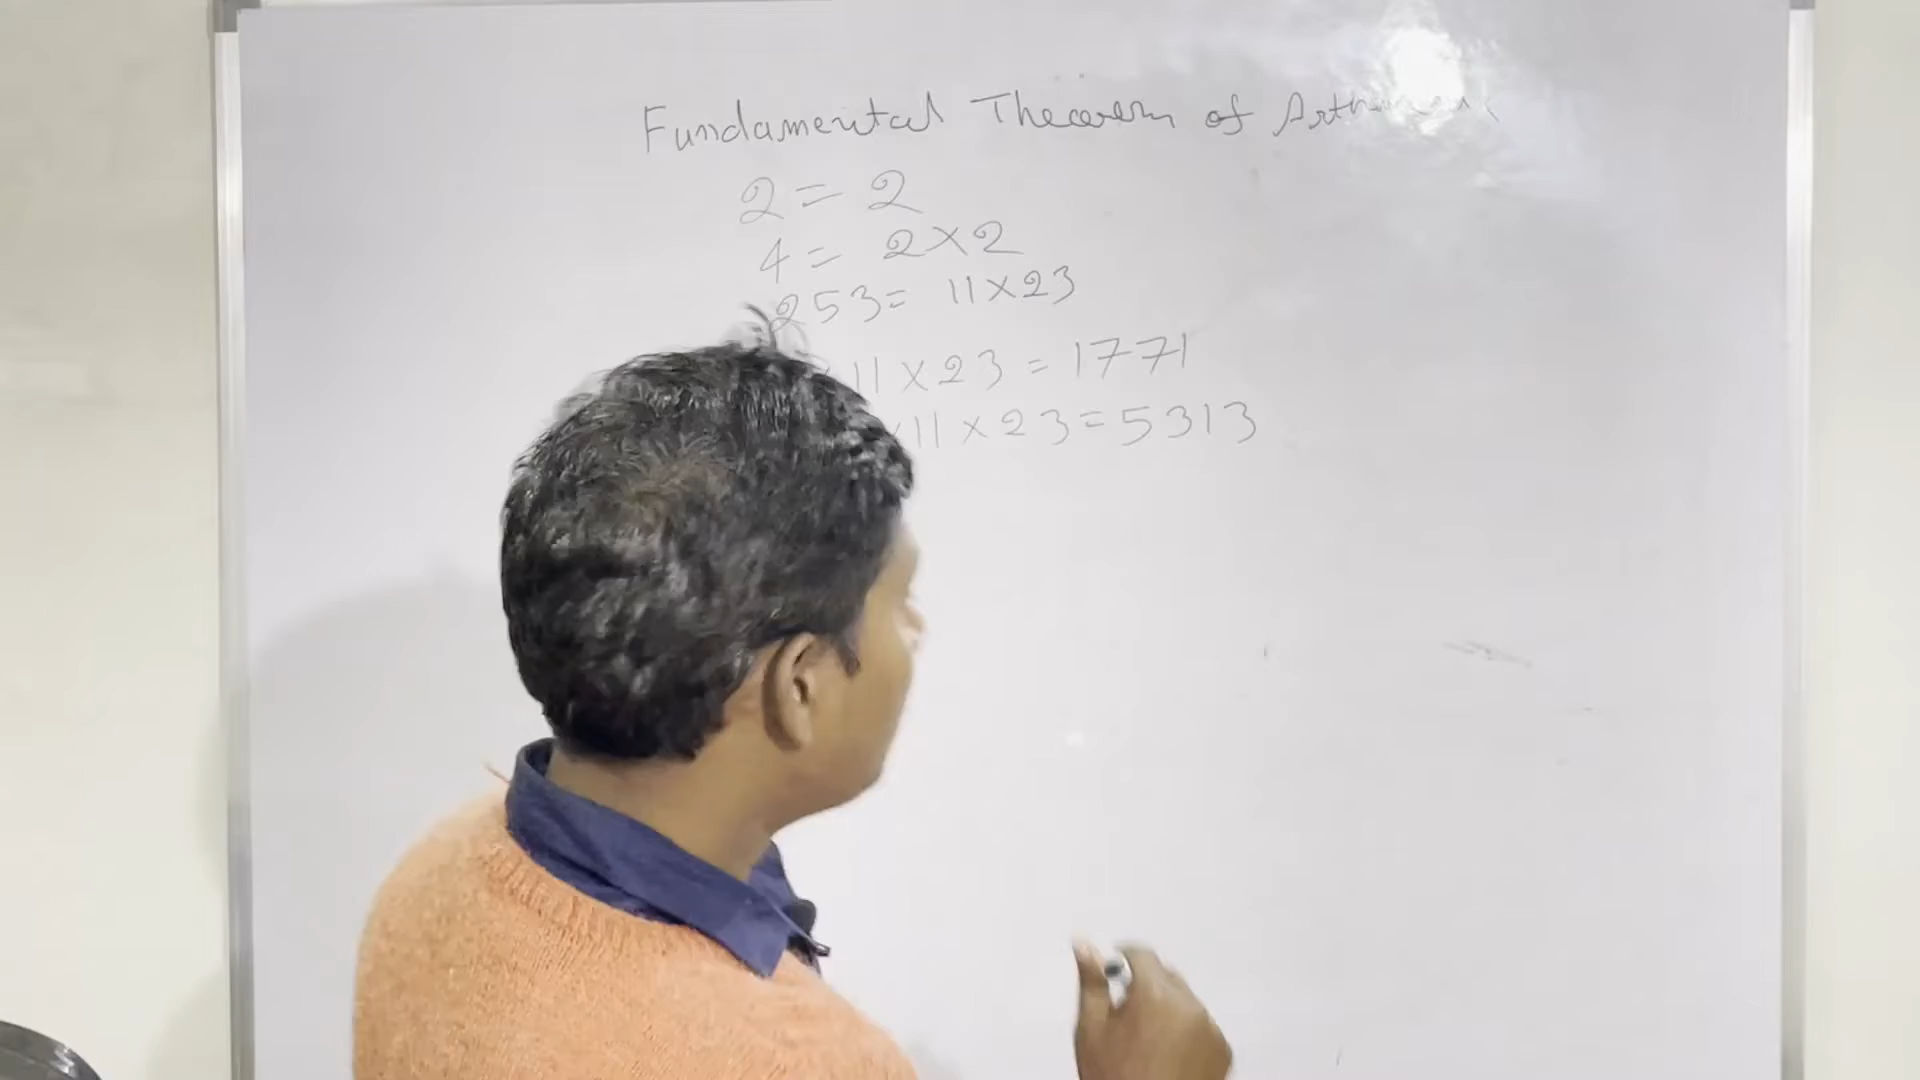 Fundamental Theorem of
2 = 2
4 = 2×2
253 = 11×23
11 × 23 = 1771
×11 × 23 = 5313